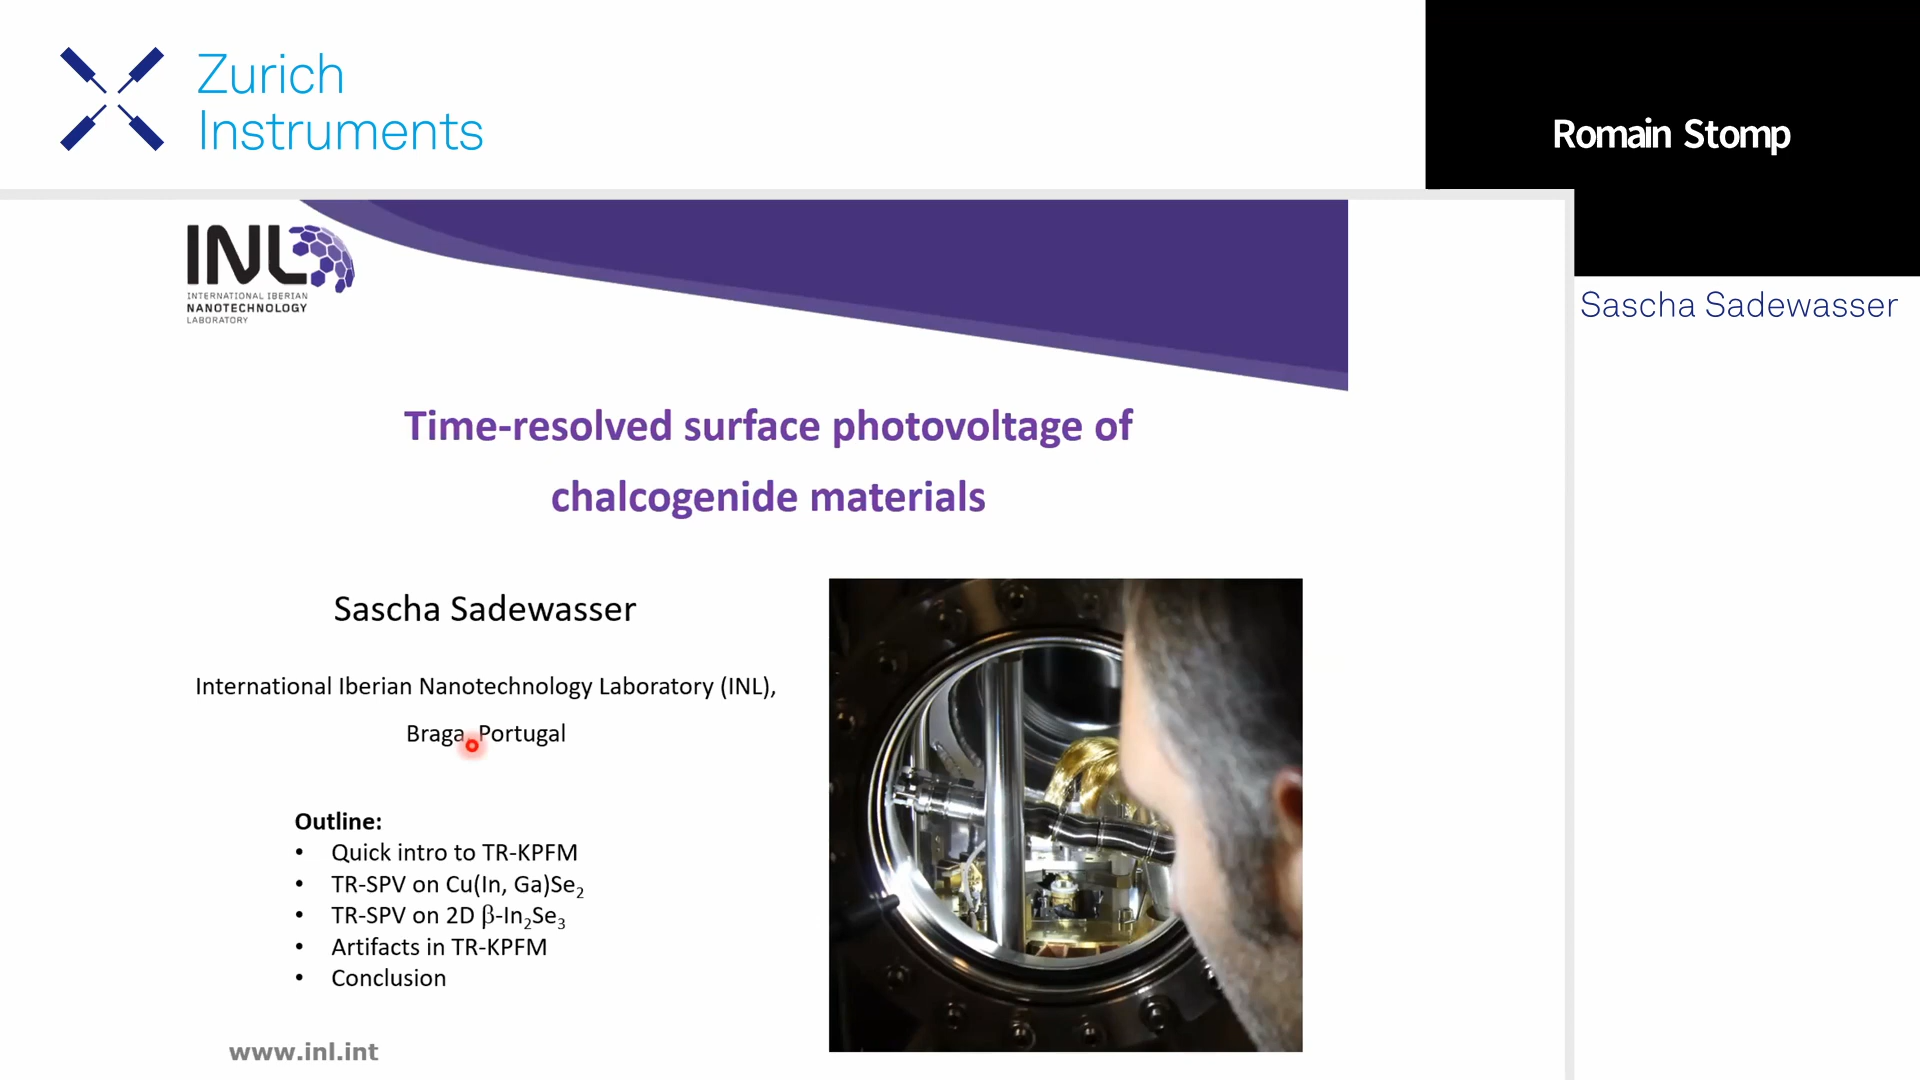 Zurich
Instruments
Romain Stomp
Sascha Sadewasser
INL
INTERNATIONAL IBERIAN
NANOTECHNOLOGY
LABORATORY
Time-resolved surface photovoltage of
chalcogenide materials
Sascha Sadewasser
International Iberian Nanotechnology Laboratory (INL),
Braga, Portugal
Outline:
• Quick intro to TR-KPFM
• TR-SPV on Cu(In, Ga)Se₂
• TR-SPV on 2D β-In₂Se₃
• Artifacts in TR-KPFM
• Conclusion
www.inl.int